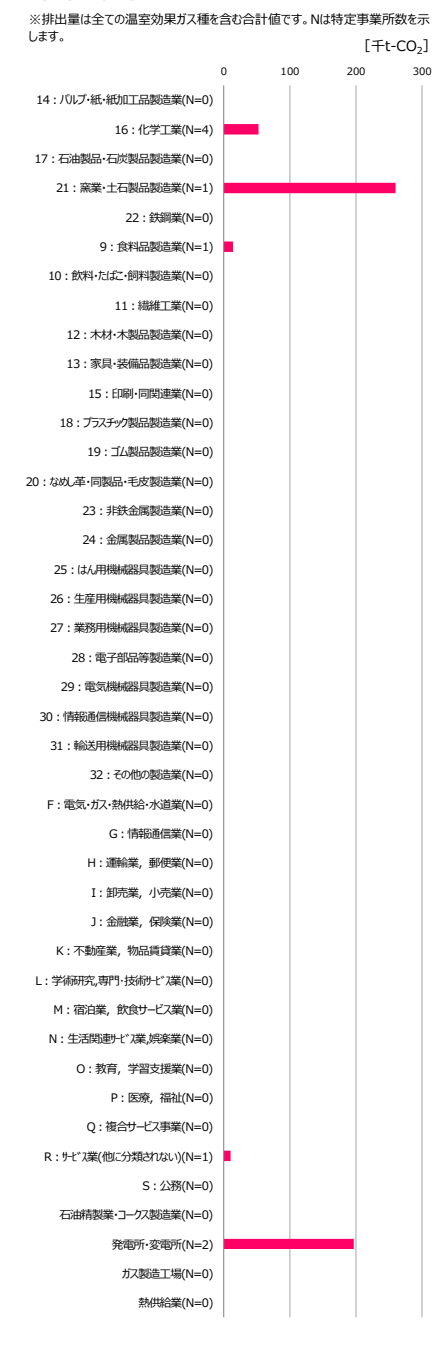 ※排出量は全ての温室効果ガス種を含む合計値です。Nは特定事業所数を示
します。
[千t-CO₂]
0 100 200 300
14：パルプ・紙・紙加工品製造業(N=0)
16：化学工業(N=4)
17：石油製品・石炭製品製造業(N=0)
21：窯業・土石製品製造業(N=1)
22：鉄鋼業(N=0)
9：食料品製造業(N=1)
10：飲料・たばこ・飼料製造業(N=0)
11：繊維工業(N=0)
12：木材・木製品製造業(N=0)
13：家具・装備品製造業(N=0)
15：印刷・同関連業(N=0)
18：プラスチック製品製造業(N=0)
19：ゴム製品製造業(N=0)
20：なめし革・同製品・毛皮製造業(N=0)
23：非鉄金属製造業(N=0)
24：金属製品製造業(N=0)
25：はん用機械器具製造業(N=0)
26：生産用機械器具製造業(N=0)
27：業務用機械器具製造業(N=0)
28：電子部品等製造業(N=0)
29：電気機械器具製造業(N=0)
30：情報通信機械器具製造業(N=0)
31：輸送用機械器具製造業(N=0)
32：その他の製造業(N=0)
F：電気・ガス・熱供給・水道業(N=0)
G：情報通信業(N=0)
H：運輸業，郵便業(N=0)
I：卸売業，小売業(N=0)
J：金融業，保険業(N=0)
K：不動産業，物品賃貸業(N=0)
L：学術研究,専門・技術ｻｰﾋﾞｽ業(N=0)
M：宿泊業，飲食サービス業(N=0)
N：生活関連ｻｰﾋﾞｽ業,娯楽業(N=0)
O：教育，学習支援業(N=0)
P：医療，福祉(N=0)
Q：複合サービス事業(N=0)
R：ｻｰﾋﾞｽ業(他に分類されない)(N=1)
S：公務(N=0)
石油精製業・コークス製造業(N=0)
発電所・変電所(N=2)
ガス製造工場(N=0)
熱供給業(N=0)